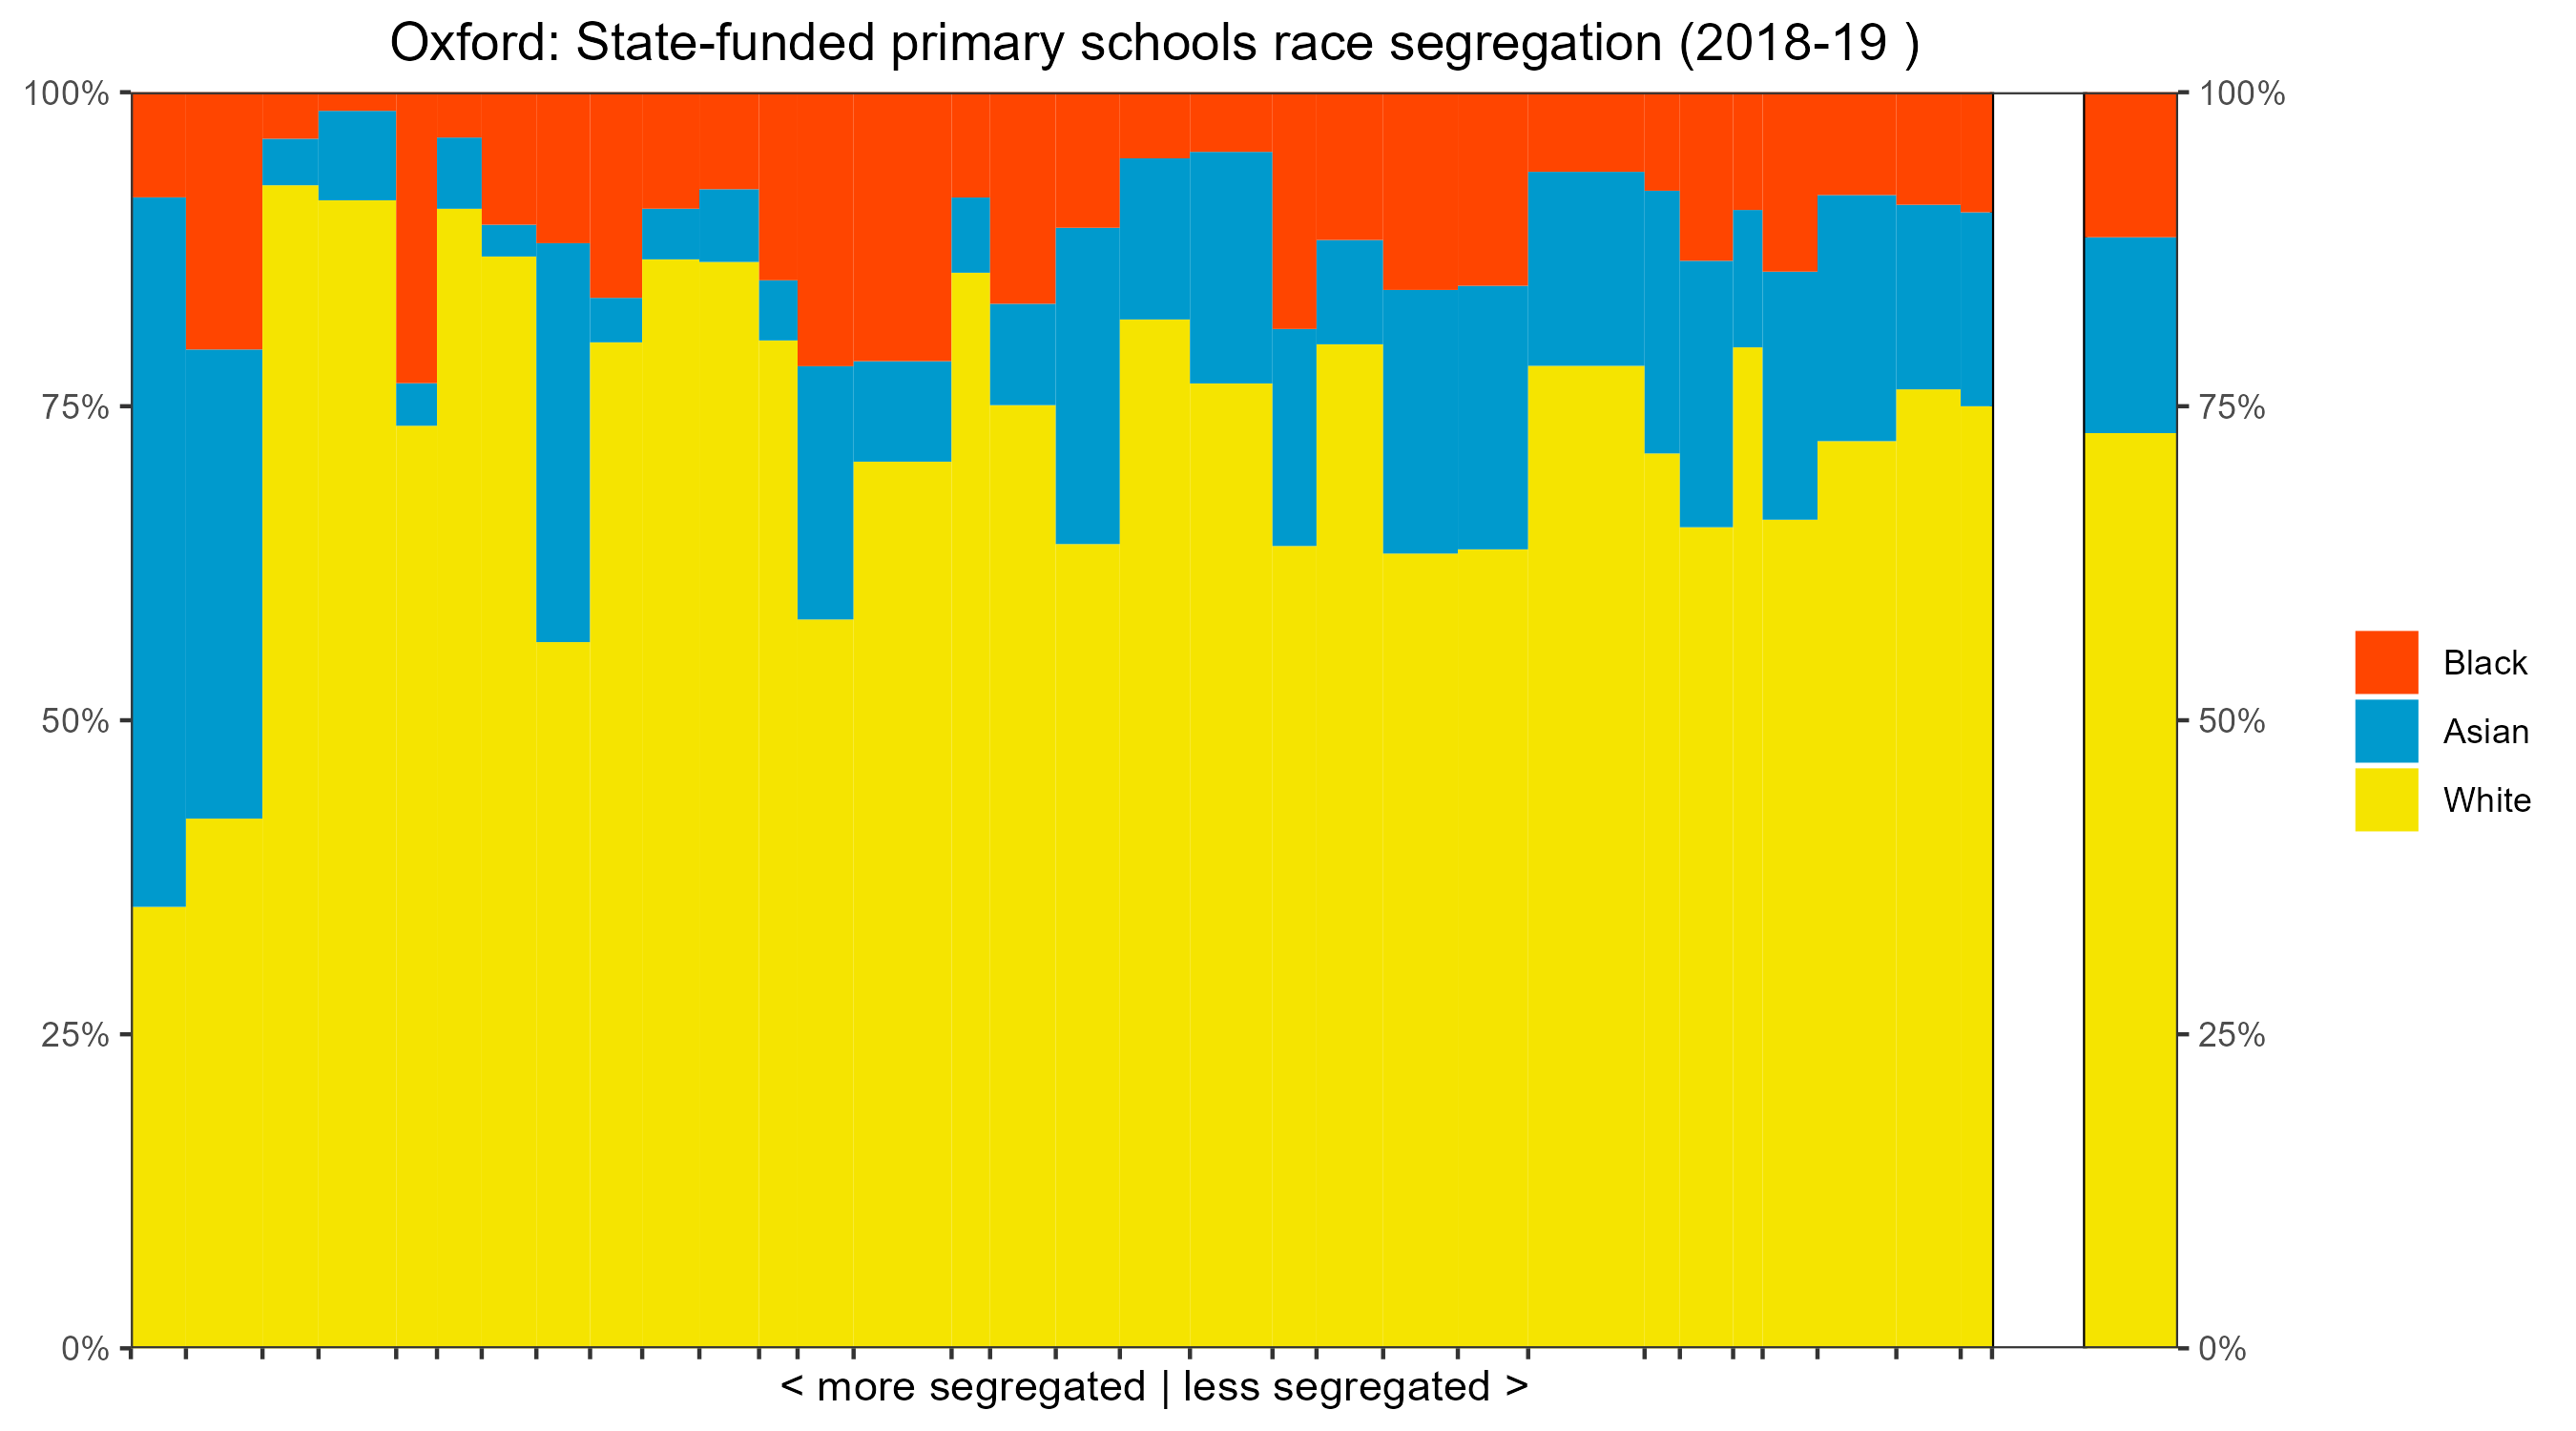 Oxford: State-funded primary schools race segregation (2018-19 )
100%
75%
50%
25%
0%
100%
75%
50%
25%
0%
Black
Asian
White
< more segregated | less segregated >